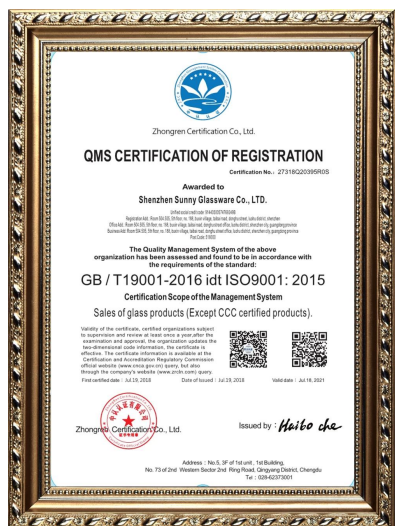 Zhongren Certification Co., Ltd.
QMS CERTIFICATION OF REGISTRATION
Certification No.: 27318Q20395R0S
Awarded to
Shenzhen Sunny Glassware Co., LTD.
The Quality Management System of the above
organization has been assessed and found to be in accordance with
the requirements of the standard:
GB / T19001-2016 idt ISO9001: 2015
Certification Scope of the Management System
Sales of glass products (Except CCC certified products).
Validity of the certificate, certified organizations subject
to supervision and review at least once a year, after the
examination and approval, the organization updates the
two-dimensional code information, the certificate is
effective. The certificate information is available at the
Certification and Accreditation Regulatory Commission
official website (www.cnca.gov.cn) query, but also
through the company's website (www.zrcln.com) query.
First certified date : Jul 19, 2018 Date of Issued : Jul 19, 2018 Valid date : Jul 18, 2021
Zhongren Certification Co., Ltd.
Issued by : Haibo che
Address : No.5, 3F of 1st unit, 1st Building,
No. 73 of 2nd Western Sector 2nd Ring Road, Qingyang District, Chengdu
Tel : 028-62373001